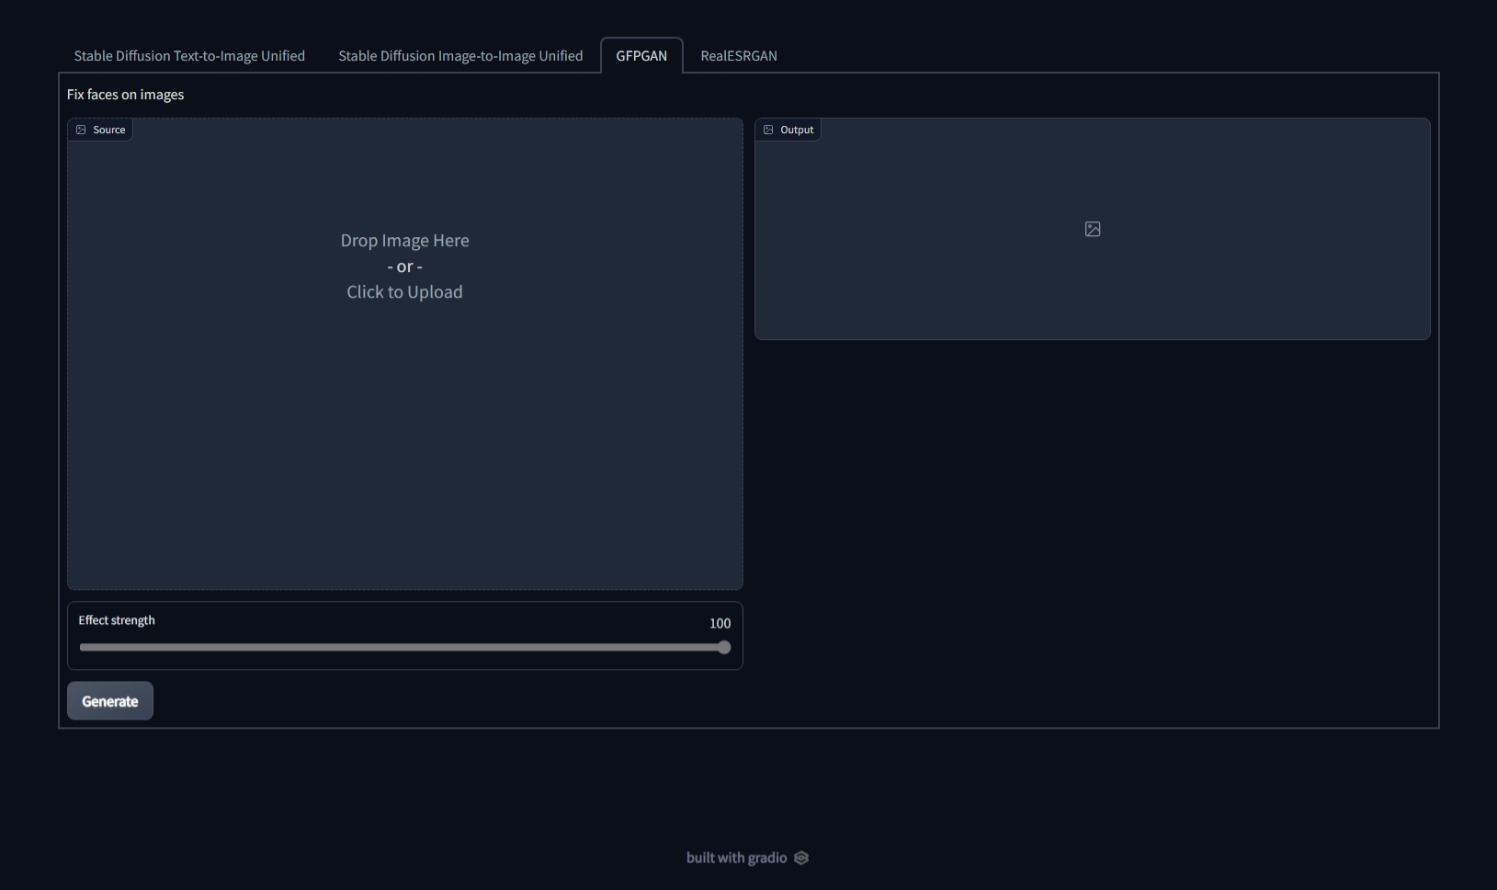 Stable Diffusion Text-to-Image Unified
Stable Diffusion Image-to-Image Unified
GFPGAN
RealESRGAN
Fix faces on images
Source
Output
Drop Image Here
- or -
Click to Upload
Effect strength
100
Generate
built with gradio